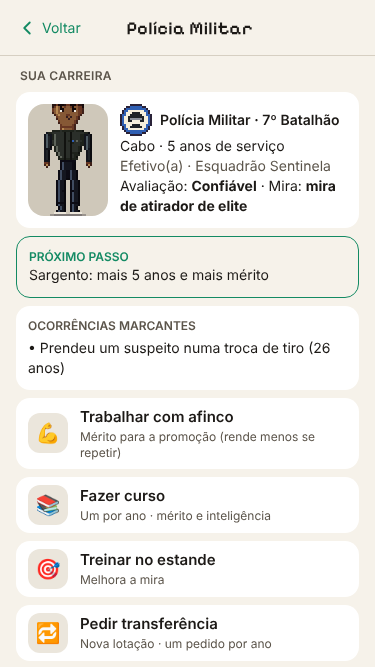 Voltar
Polícia Militar
SUA CARREIRA
Polícia Militar · 7º Batalhão
Cabo · 5 anos de serviço
Efetivo(a) · Esquadrão Sentinela
Avaliação: Confiável · Mira: mira
de atirador de elite
PRÓXIMO PASSO
Sargento: mais 5 anos e mais mérito
OCORRÊNCIAS MARCANTES
• Prendeu um suspeito numa troca de tiro (26
anos)
Trabalhar com afinco
Mérito para a promoção (rende menos se
repetir)
Fazer curso
Um por ano · mérito e inteligência
Treinar no estande
Melhora a mira
Pedir transferência
Nova lotação · um pedido por ano